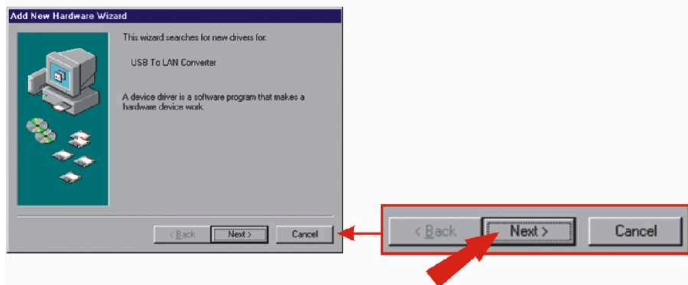 Add New Hardware Wizard
This wizard searches for new drivers for:
USB To LAN Converter
A device driver is a software program that makes a
hardware device work.
< Back Next > Cancel
< Back Next > Cancel